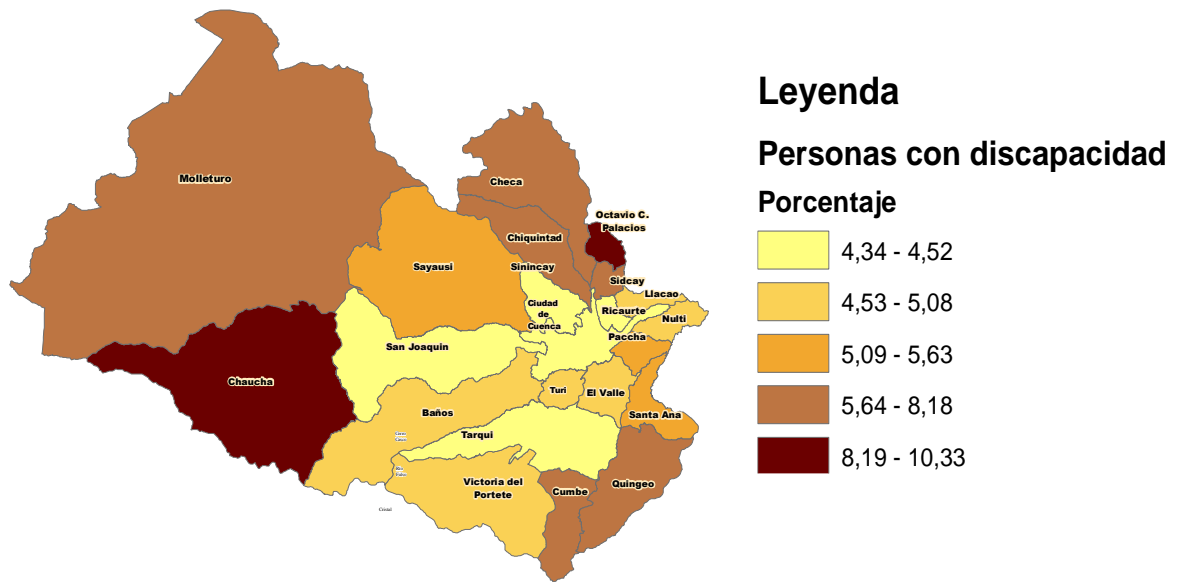 Leyenda
Personas con discapacidad
Porcentaje
4,34 - 4,52
4,53 - 5,08
5,09 - 5,63
5,64 - 8,18
8,19 - 10,33
Molleturo
Checa
Octavio C.
Palacios
Chiquintad
Sayausi
Sinincay
Sidcay
Llacao
Ciudad
de
Cuenca
Ricaurte
Nulti
Paccha
San Joaquin
Chaucha
Turi
El Valle
Baños
Santa Ana
Tarqui
Victoria del
Portete
Cumbe
Quingeo
Cristal